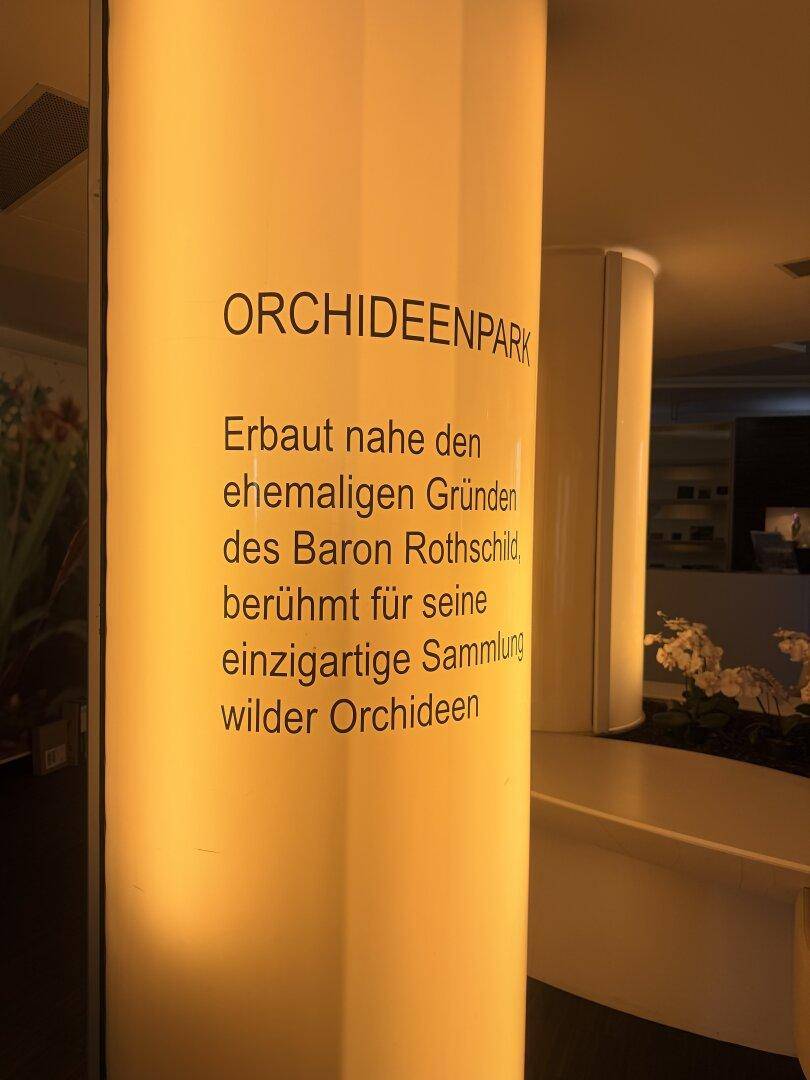 ORCHIDEENPARK
Erbaut nahe den
ehemaligen Gründen
des Baron Rothschild,
berühmt für seine
einzigartige Sammlung
wilder Orchideen